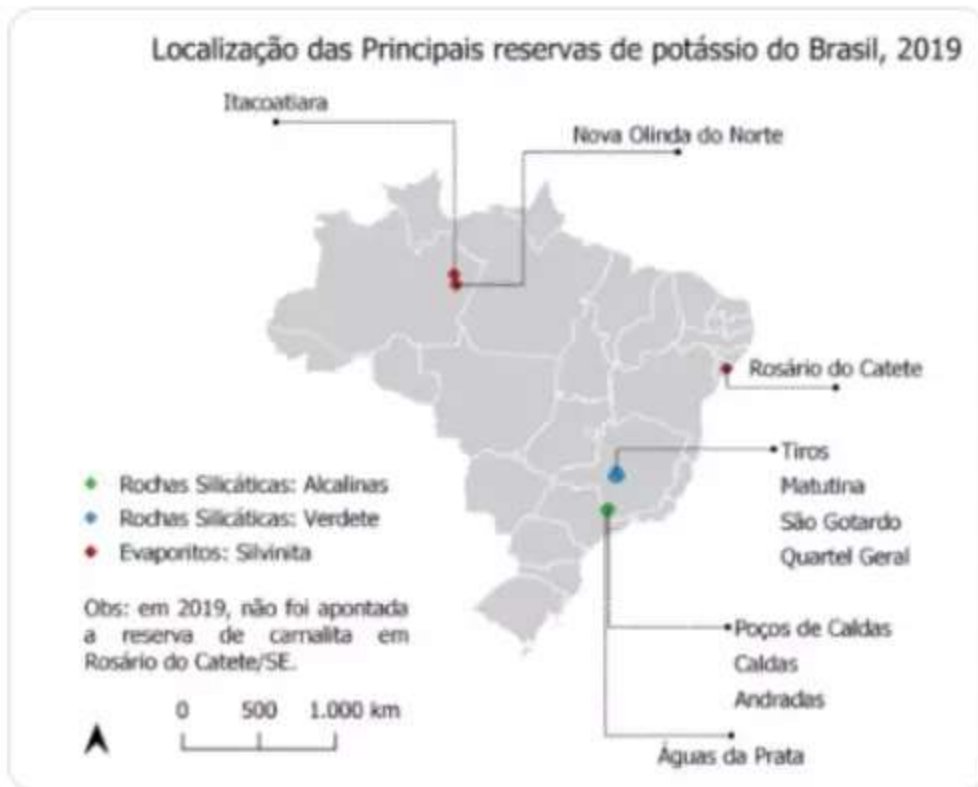 Localização das Principais reservas de potássio do Brasil, 2019
Itacoatiara
Nova Olinda do Norte
Rosário do Catete
Tiros
Matutina
São Gotardo
Quartel Geral
Rochas Silicáticas: Alcalinas
Rochas Silicáticas: Verdete
Evaporitos: Silvinita
Obs: em 2019, não foi apontada
a reserva de carnalita em
Rosário do Catete/SE.
Poços de Caldas
Caldas
Andradas
Águas da Prata
0 500 1.000 km